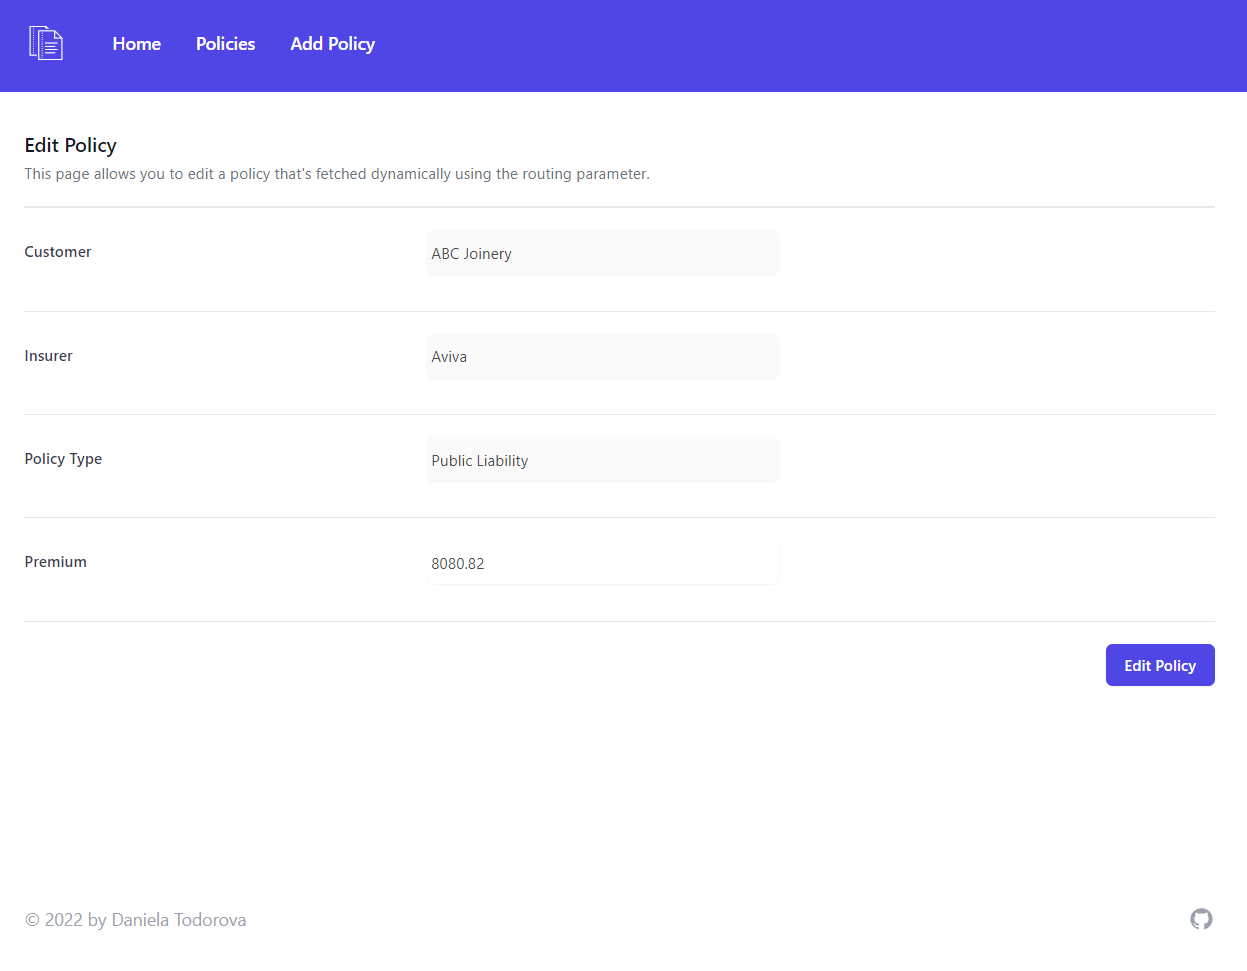 Home Policies Add Policy
Edit Policy
This page allows you to edit a policy that's fetched dynamically using the routing parameter.
Customer ABC Joinery
Insurer Aviva
Policy Type Public Liability
Premium 8080.82
Edit Policy
© 2022 by Daniela Todorova